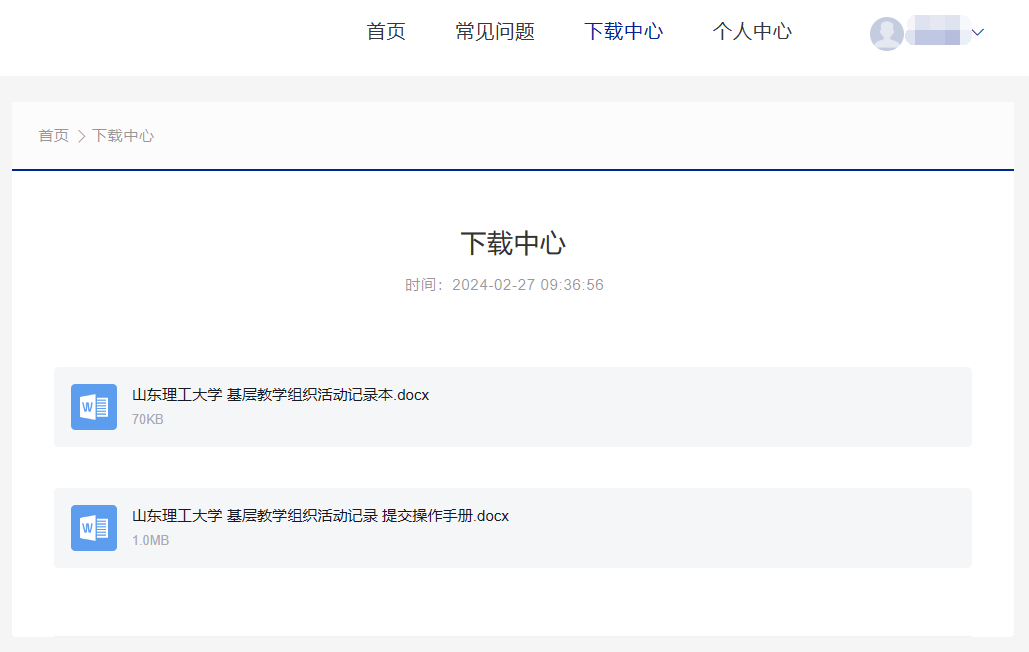 首页 常见问题 下载中心 个人中心
首页 > 下载中心
下载中心
时间：2024-02-27 09:36:56
山东理工大学 基层教学组织活动记录本.docx
70KB
山东理工大学 基层教学组织活动记录 提交操作手册.docx
1.0MB